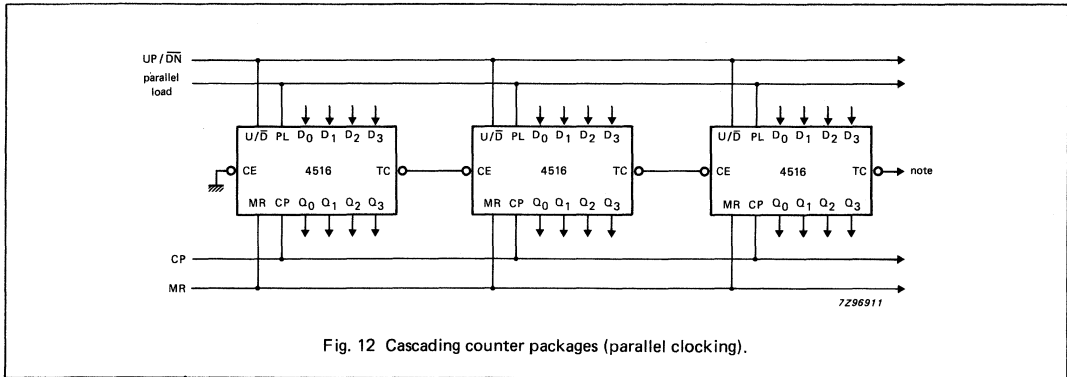 UP/D̅N̅
parallel
load
U/D̅ PL D0 D1 D2 D3
CE 4516 TC
MR CP Q0 Q1 Q2 Q3
U/D̅ PL D0 D1 D2 D3
CE 4516 TC
MR CP Q0 Q1 Q2 Q3
U/D̅ PL D0 D1 D2 D3
CE 4516 TC
MR CP Q0 Q1 Q2 Q3
note
CP
MR
7Z96911
Fig. 12 Cascading counter packages (parallel clocking).